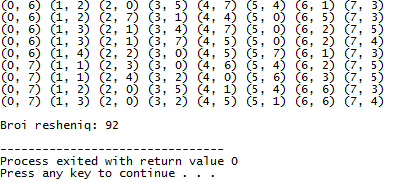 (0, 6) (1, 2) (2, 0) (3, 5) (4, 7) (5, 4) (6, 1) (7, 3)
(0, 6) (1, 2) (2, 7) (3, 1) (4, 4) (5, 0) (6, 5) (7, 3)
(0, 6) (1, 3) (2, 1) (3, 4) (4, 7) (5, 0) (6, 2) (7, 5)
(0, 6) (1, 3) (2, 1) (3, 7) (4, 5) (5, 0) (6, 2) (7, 4)
(0, 6) (1, 4) (2, 2) (3, 0) (4, 5) (5, 7) (6, 1) (7, 3)
(0, 7) (1, 1) (2, 3) (3, 0) (4, 6) (5, 4) (6, 2) (7, 5)
(0, 7) (1, 1) (2, 4) (3, 2) (4, 0) (5, 6) (6, 3) (7, 5)
(0, 7) (1, 2) (2, 0) (3, 5) (4, 1) (5, 4) (6, 6) (7, 3)
(0, 7) (1, 3) (2, 0) (3, 2) (4, 5) (5, 1) (6, 6) (7, 4)
Broi resheniq: 92
--------------------------------
Process exited with return value 0
Press any key to continue . . .